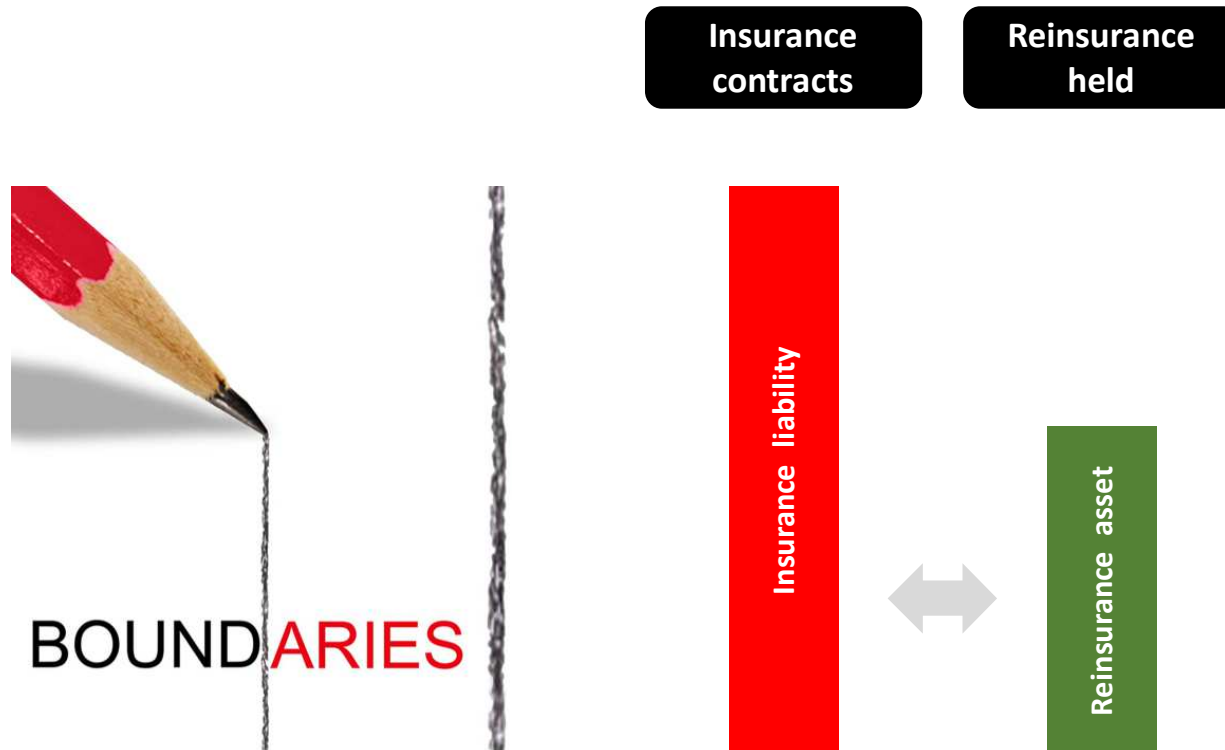 Insurance
contracts
Reinsurance
held
Insurance liability
Reinsurance asset
BOUNDARIES